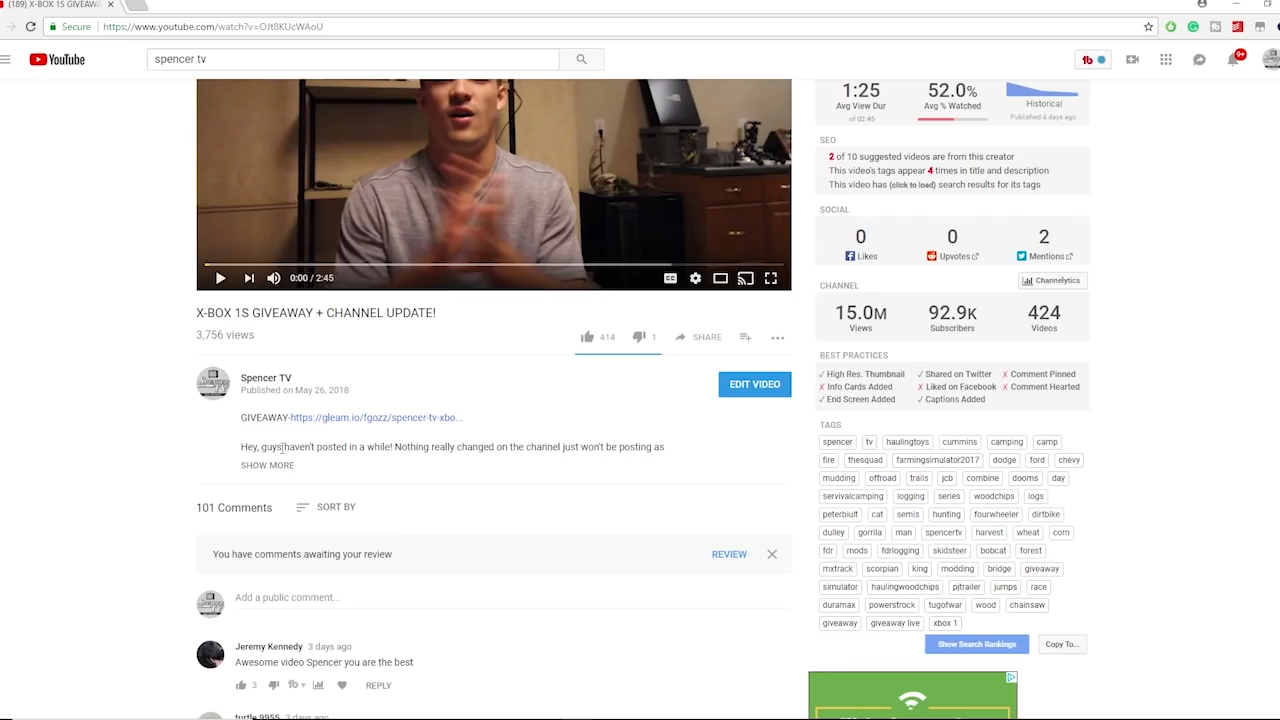 (189) X-BOX 1S GIVEAWA
Secure https://www.youtube.com/watch?v=OJt8KUcWAoU
YouTube
spencer tv
tb
9+
1:25 52.0%
Avg View Dur Avg % Watched Historical
of 02:45 Published 4 days ago
SEO
2 of 10 suggested videos are from this creator
This video's tags appear 4 times in title and description
This video has (click to load) search results for its tags
SOCIAL
0 0 2
Likes Upvotes Mentions
CHANNEL Channelytics
15.0M 92.9K 424
Views Subscribers Videos
BEST PRACTICES
✓ High Res. Thumbnail ✓ Shared on Twitter ✗ Comment Pinned
✗ Info Cards Added ✗ Liked on Facebook ✗ Comment Hearted
✓ End Screen Added ✓ Captions Added
TAGS
spencer tv haulingtoys cummins camping camp
fire thesquad farmingsimulator2017 dodge ford chevy
mudding offroad trails jcb combine dooms day
servivalcamping logging series woodchips logs
peterbiult cat semis hunting fourwheeler dirtbike
dulley gorrila man spencertv harvest wheat corn
fdr mods fdrlogging skidsteer bobcat forest
mxtrack scorpian king modding bridge giveaway
simulator haulingwoodchips pjtrailer jumps race
duramax powerstrock tugofwar wood chainsaw
giveaway giveaway live xbox 1
Show Search Rankings Copy To...
0:00 / 2:45
CC
X-BOX 1S GIVEAWAY + CHANNEL UPDATE!
3,756 views
414 1 SHARE
Spencer TV
Published on May 26, 2018
EDIT VIDEO
GIVEAWAY-https://gleam.io/fgozz/spencer-tv-xbo...
Hey, guys haven't posted in a while! Nothing really changed on the channel just won't be posting as
SHOW MORE
101 Comments SORT BY
You have comments awaiting your review REVIEW
Add a public comment...
Jeremy Kennedy 3 days ago
Awesome video Spencer you are the best
3 tb REPLY
turtle 9955 3 days ago